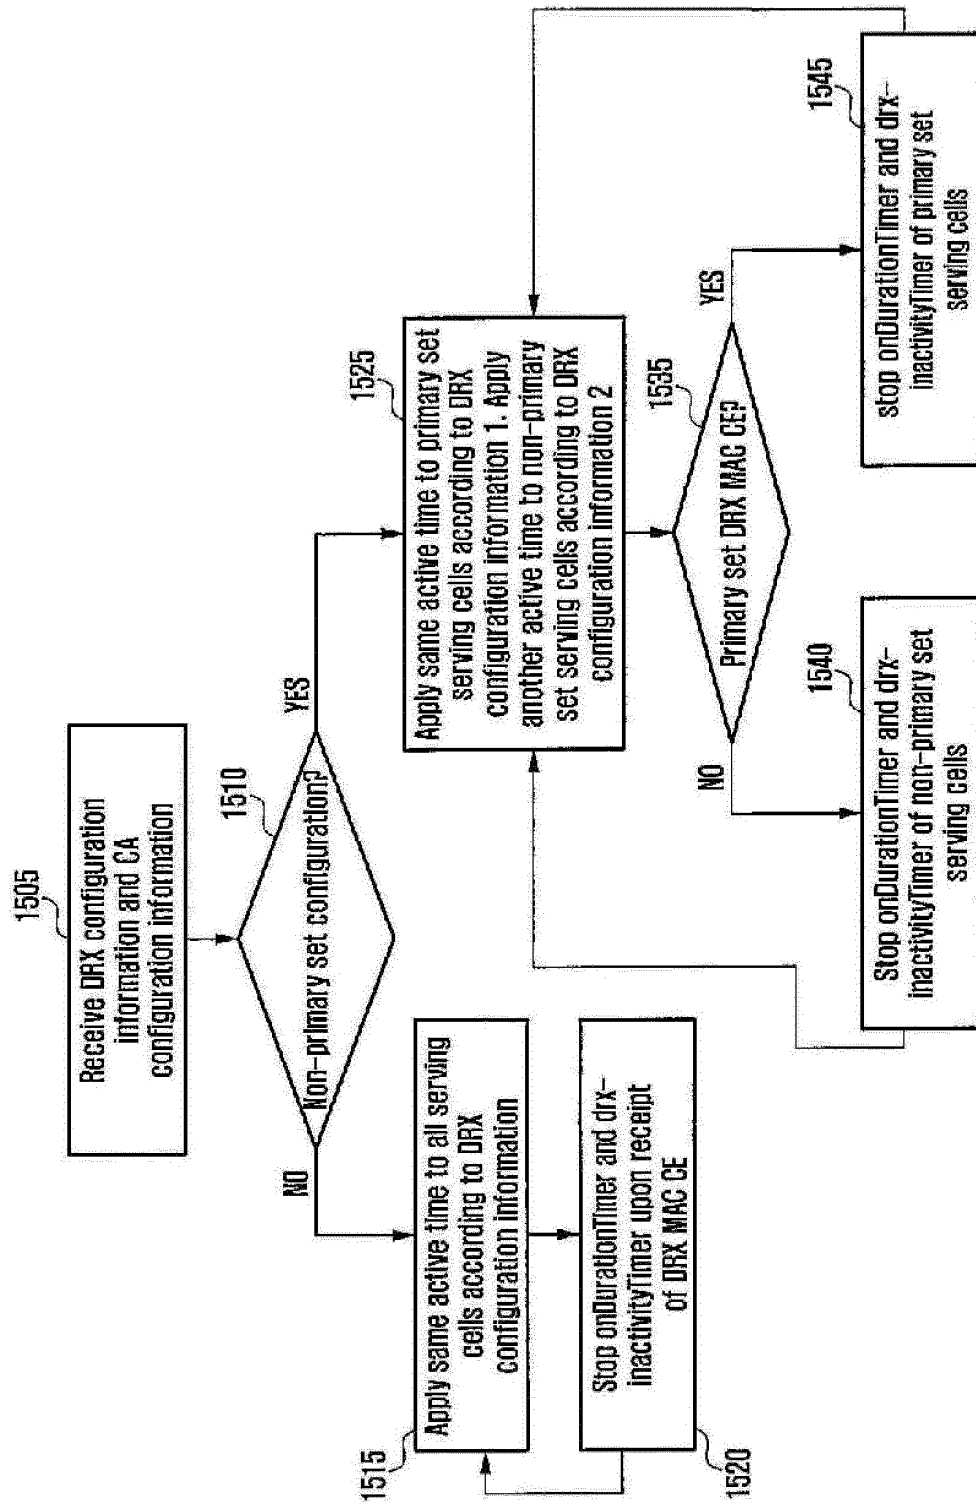 1505
Receive DRX configuration
information and CA
configuration information
1510
Non-primary set configuration?
NO
YES
1515
Apply same active time to all serving
cells according to DRX
configuration information
Stop onDurationTimer and drx-
inactivityTimer upon receipt
of DRX MAC CE
1520
1525
Apply same active time to primary set
serving cells according to DRX
configuration information 1. Apply
another active time to non-primary
set serving cells according to DRX
configuration information 2
1535
Primary set DRX MAC CE?
NO
YES
1540
Stop onDurationTimer and drx-
inactivityTimer of non-primary set
serving cells
1545
stop onDurationTimer and drx-
inactivityTimer of primary set
serving cells